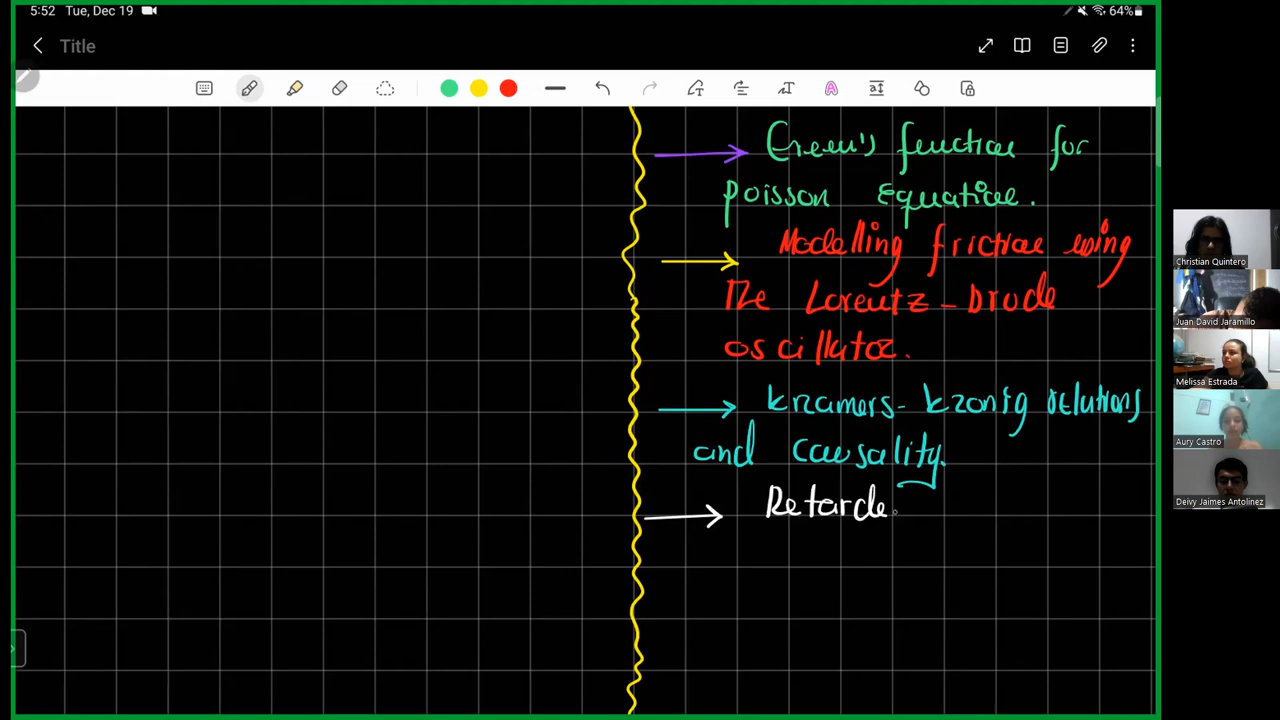 5:52 Tue, Dec 19
64%
Title
Green's function for
Poisson Equation.
Modelling friction using
the Lorentz - Drude
oscillator.
Kramers - Kronig relations
and causality.
Retarde
Christian Quintero
Juan David Jaramillo
Melissa Estrada
Aury Castro
Deivy Jaimes Antolinez